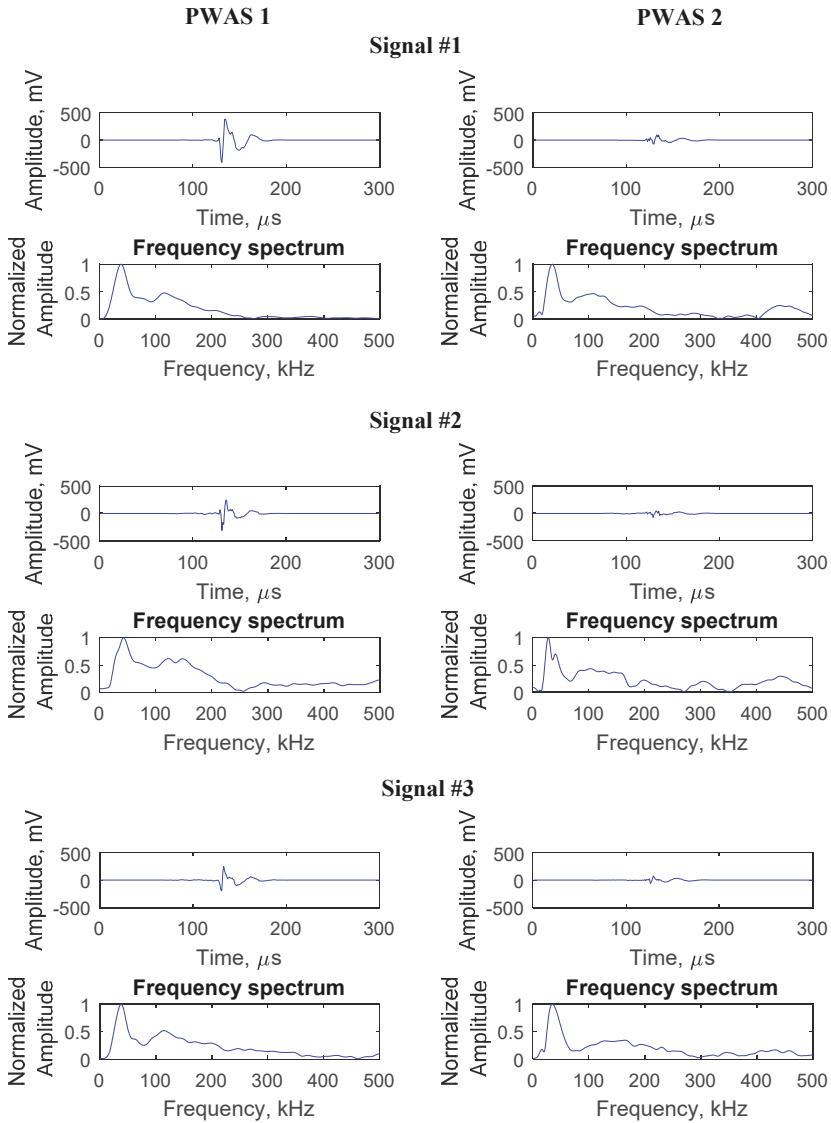 PWAS 1 PWAS 2
Signal #1
Amplitude, mV
500
0
-500
0 100 200 300
Time, μs
Amplitude, mV
500
0
-500
0 100 200 300
Time, μs
Frequency spectrum
Normalized
Amplitude
1
0.5
0
0 100 200 300 400 500
Frequency, kHz
Frequency spectrum
Normalized
Amplitude
1
0.5
0
0 100 200 300 400 500
Frequency, kHz
Signal #2
Amplitude, mV
500
0
-500
0 100 200 300
Time, μs
Amplitude, mV
500
0
-500
0 100 200 300
Time, μs
Frequency spectrum
Normalized
Amplitude
1
0.5
0
0 100 200 300 400 500
Frequency, kHz
Frequency spectrum
Normalized
Amplitude
1
0.5
0
0 100 200 300 400 500
Frequency, kHz
Signal #3
Amplitude, mV
500
0
-500
0 100 200 300
Time, μs
Amplitude, mV
500
0
-500
0 100 200 300
Time, μs
Frequency spectrum
Normalized
Amplitude
1
0.5
0
0 100 200 300 400 500
Frequency, kHz
Frequency spectrum
Normalized
Amplitude
1
0.5
0
0 100 200 300 400 500
Frequency, kHz